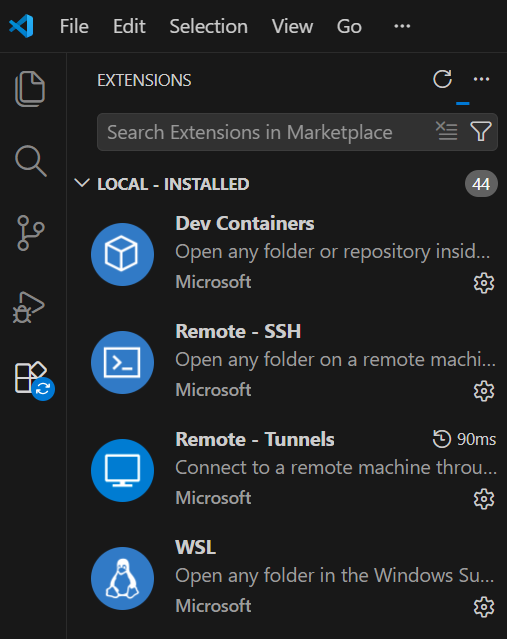 File Edit Selection View Go ...
EXTENSIONS
Search Extensions in Marketplace
LOCAL - INSTALLED 44
Dev Containers
Open any folder or repository insid...
Microsoft
Remote - SSH
Open any folder on a remote machi...
Microsoft
Remote - Tunnels 90ms
Connect to a remote machine throu...
Microsoft
WSL
Open any folder in the Windows Su...
Microsoft